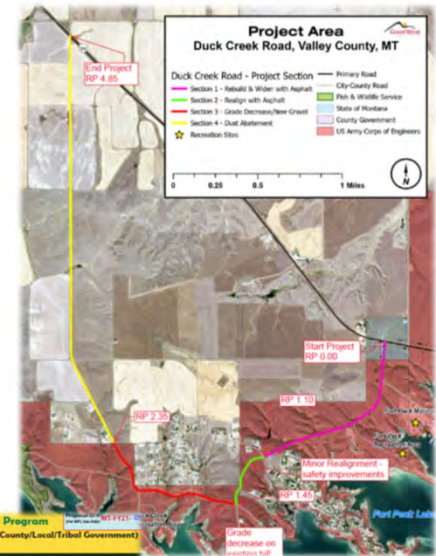 Project Area
Duck Creek Road, Valley County, MT
Duck Creek Road - Project Section
Section 1 - Rebuild & Widen with Asphalt
Section 2 - Realign with Asphalt
Section 3 - Grade Decrease/New Gravel
Section 4 - Dust Abatement
Recreation Sites
Primary Road
City-County Road
Fish & Wildlife Service
State of Montana
County Government
US Army Corps of Engineers
0 0.25 0.5 1 Miles
N
End Project
RP 4.85
Start Project
RP 0.00
RP 1.10
RP 2.35
Minor Realignment -
safety improvements
RP 1.45
Fort Peck Lake
Program
County/Local/Tribal Government)
Grade
decrease on
existing hill